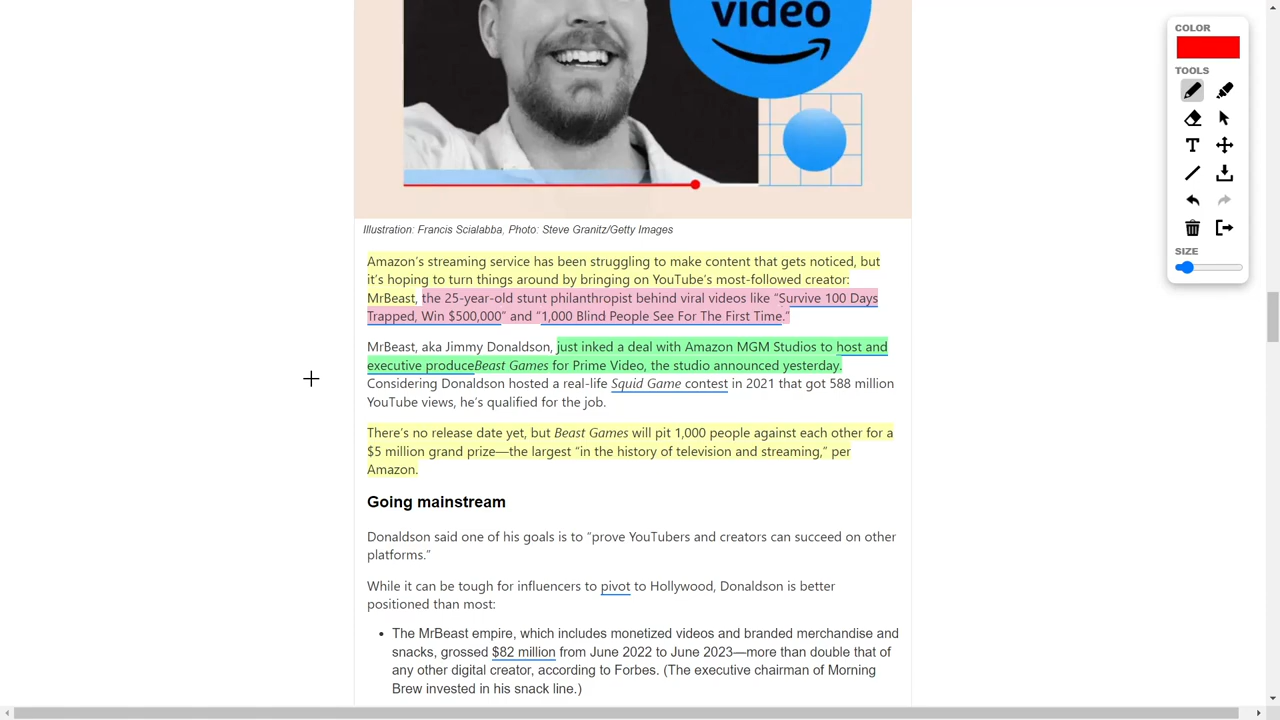 video
COLOR
TOOLS
T
SIZE
Illustration: Francis Scialabba, Photo: Steve Granitz/Getty Images
Amazon’s streaming service has been struggling to make content that gets noticed, but
it’s hoping to turn things around by bringing on YouTube’s most-followed creator:
MrBeast, the 25-year-old stunt philanthropist behind viral videos like “Survive 100 Days
Trapped, Win $500,000” and “1,000 Blind People See For The First Time.”
MrBeast, aka Jimmy Donaldson, just inked a deal with Amazon MGM Studios to host and
executive produceBeast Games for Prime Video, the studio announced yesterday.
Considering Donaldson hosted a real-life Squid Game contest in 2021 that got 588 million
YouTube views, he’s qualified for the job.
There’s no release date yet, but Beast Games will pit 1,000 people against each other for a
$5 million grand prize—the largest “in the history of television and streaming,” per
Amazon.
Going mainstream
Donaldson said one of his goals is to “prove YouTubers and creators can succeed on other
platforms.”
While it can be tough for influencers to pivot to Hollywood, Donaldson is better
positioned than most:
• The MrBeast empire, which includes monetized videos and branded merchandise and
snacks, grossed $82 million from June 2022 to June 2023—more than double that of
any other digital creator, according to Forbes. (The executive chairman of Morning
Brew invested in his snack line.)